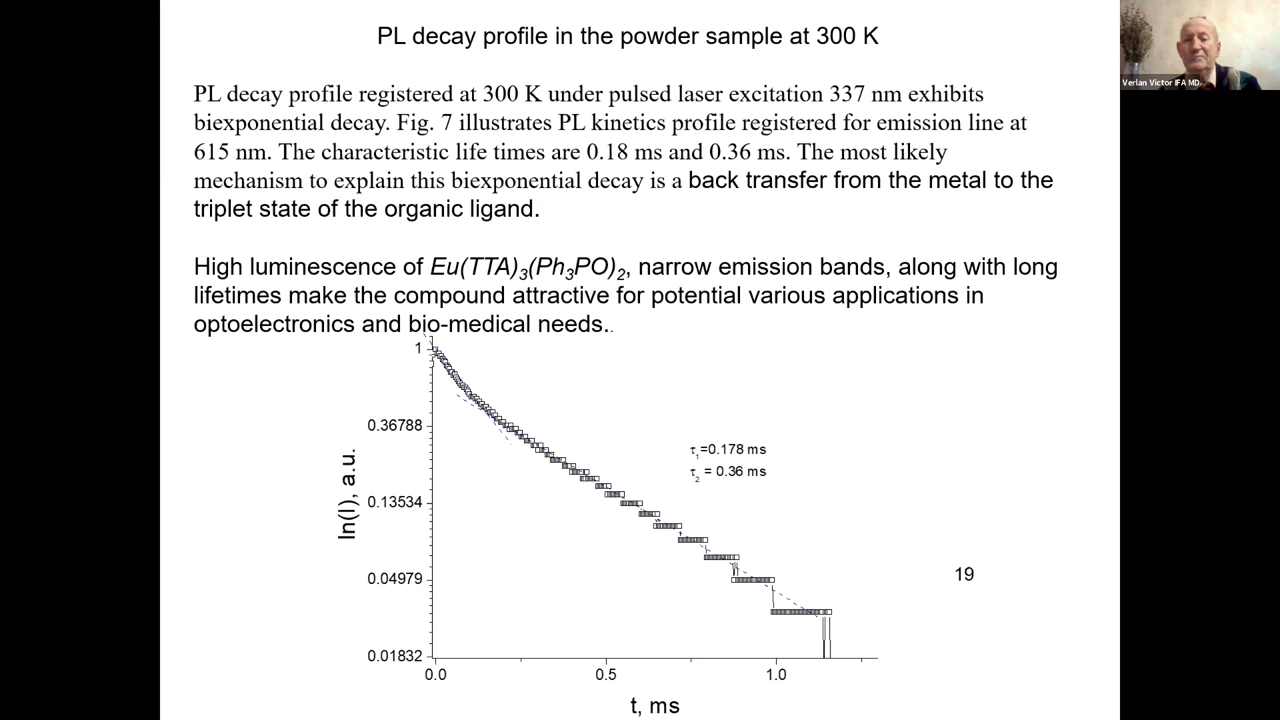 PL decay profile in the powder sample at 300 K
Verlan Victor IFA MD
PL decay profile registered at 300 K under pulsed laser excitation 337 nm exhibits
biexponential decay. Fig. 7 illustrates PL kinetics profile registered for emission line at
615 nm. The characteristic life times are 0.18 ms and 0.36 ms. The most likely
mechanism to explain this biexponential decay is a back transfer from the metal to the
triplet state of the organic ligand.
High luminescence of Eu(TTA)₃(Ph₃PO)₂, narrow emission bands, along with long
lifetimes make the compound attractive for potential various applications in
optoelectronics and bio-medical needs..
1
0.36788
0.13534
0.04979
0.01832
ln(I), a.u.
τ₁=0.178 ms
τ₂ = 0.36 ms
19
0.0
0.5
1.0
t, ms